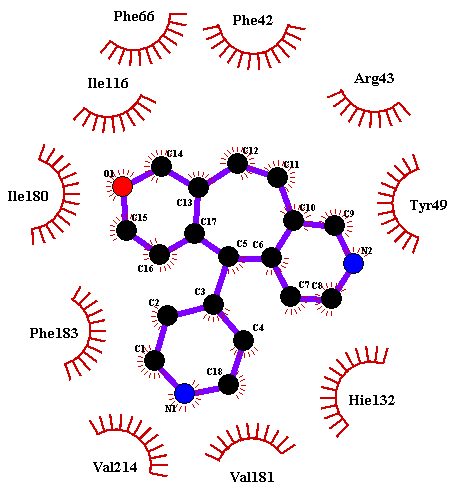 Phe66
Phe42
Ile116
Arg43
C14
C12
C11
O1
C13
Ile180
C15
C17
C10
C9
Tyr49
C16
C5
C6
N2
C7
C8
C2
C3
Phe183
C4
C1
C18
N1
Hie132
Val214
Val181